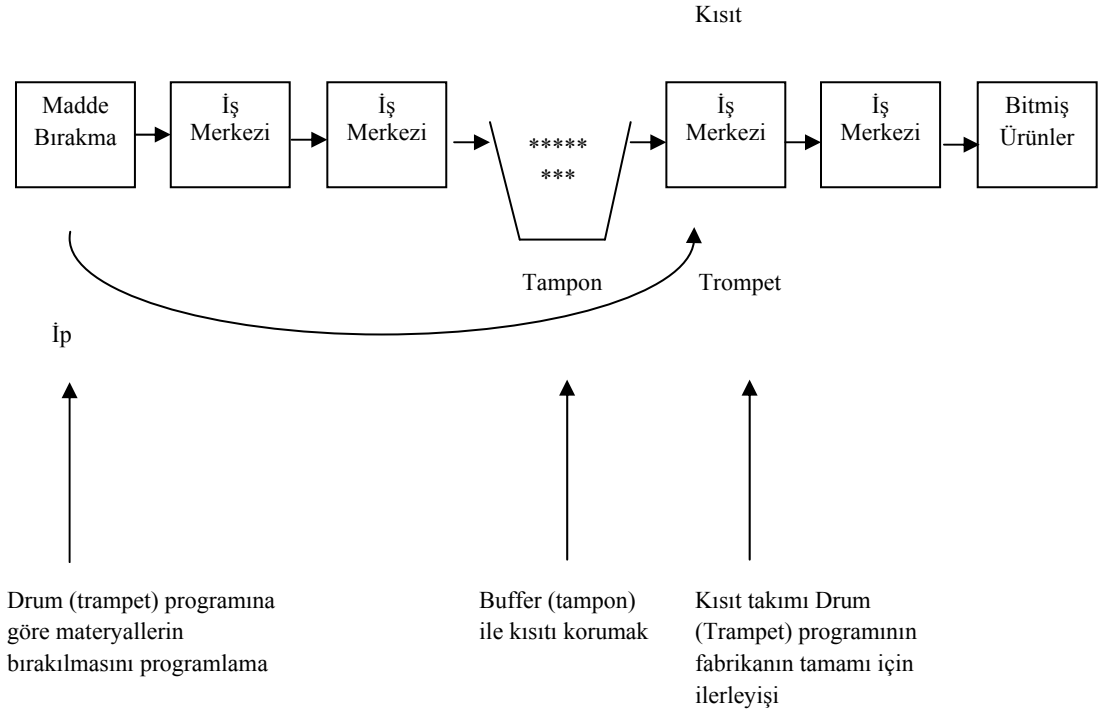 Kısıt
Madde
Bırakma
İş
Merkezi
İş
Merkezi
*****
***
İş
Merkezi
İş
Merkezi
Bitmiş
Ürünler
Tampon
Trompet
İp
Drum (trampet) programına
göre materyallerin
bırakılmasını programlama
Buffer (tampon)
ile kısıtı korumak
Kısıt takımı Drum
(Trampet) programının
fabrikanın tamamı için
ilerleyişi